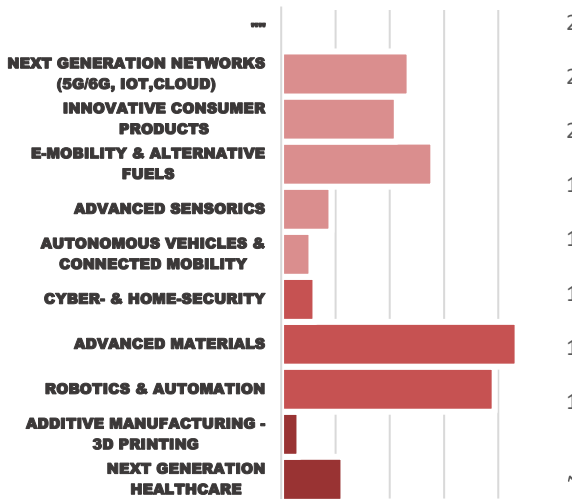 NEXT GENERATION NETWORKS
(5G/6G, IOT,CLOUD)
INNOVATIVE CONSUMER
PRODUCTS
E-MOBILITY & ALTERNATIVE
FUELS
ADVANCED SENSORICS
AUTONOMOUS VEHICLES &
CONNECTED MOBILITY
CYBER- & HOME-SECURITY
ADVANCED MATERIALS
ROBOTICS & AUTOMATION
ADDITIVE MANUFACTURING -
3D PRINTING
NEXT GENERATION
HEALTHCARE